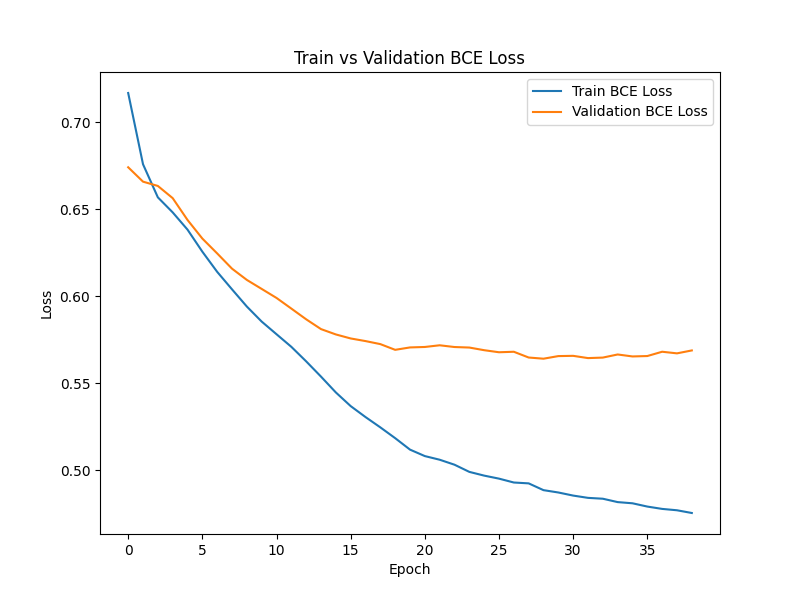 Train vs Validation BCE Loss
Train BCE Loss
Validation BCE Loss
0.70
0.65
0.60
0.55
0.50
Loss
0 5 10 15 20 25 30 35
Epoch